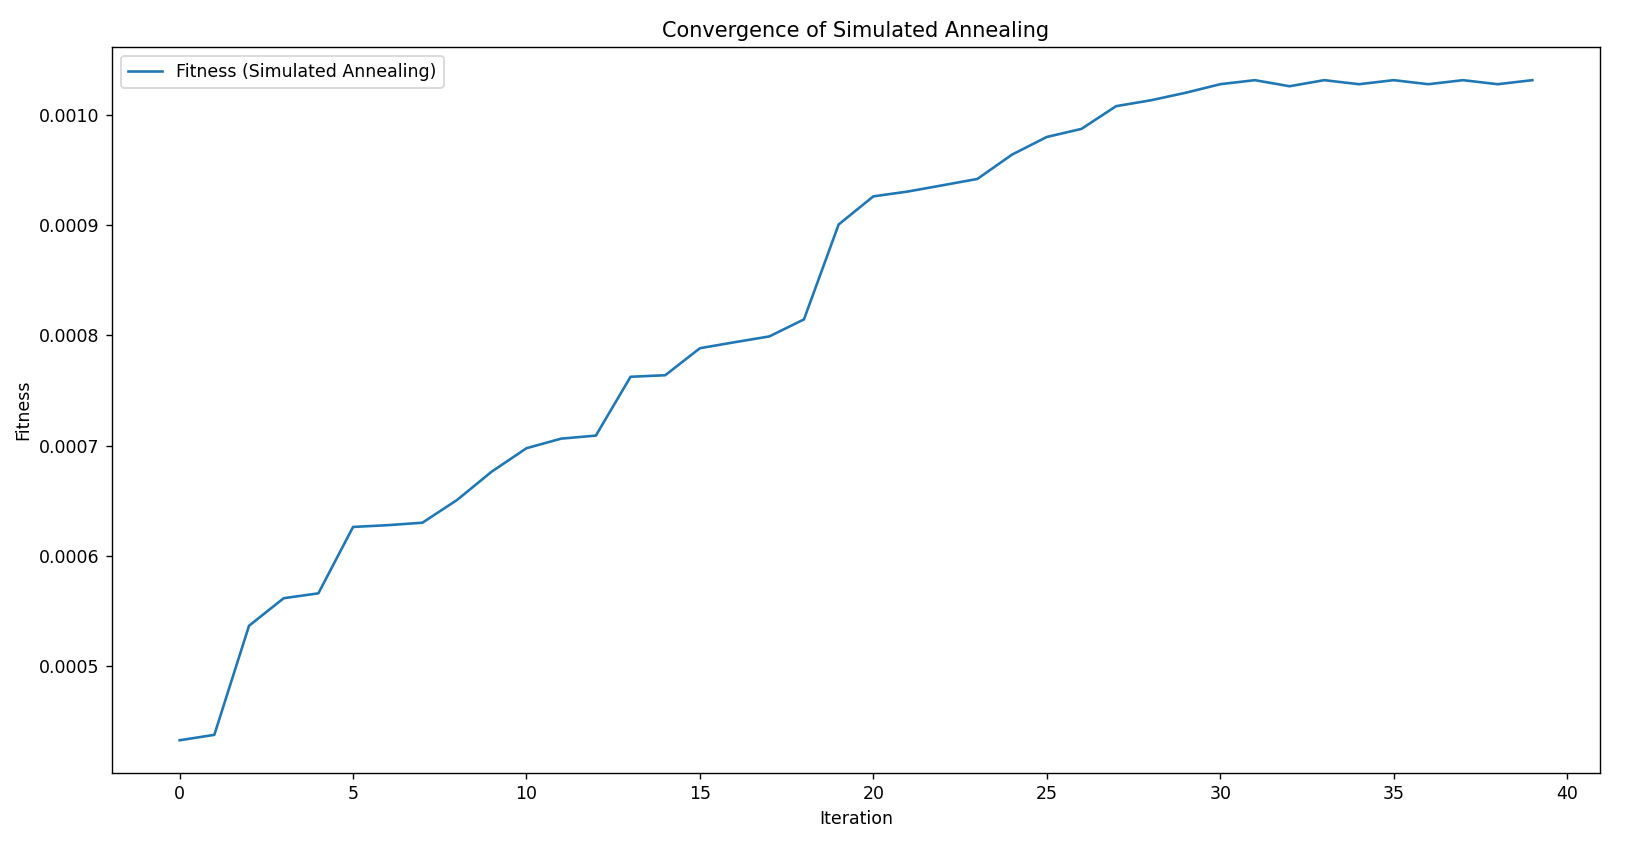 Convergence of Simulated Annealing
Fitness (Simulated Annealing)
0.0010
0.0009
0.0008
0.0007
0.0006
0.0005
Fitness
0 5 10 15 20 25 30 35 40
Iteration